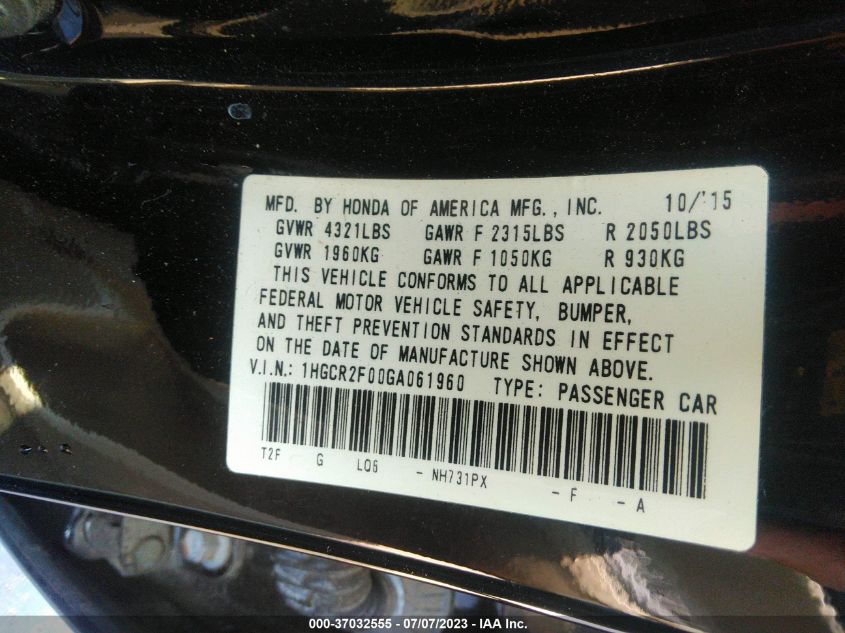 MFD. BY HONDA OF AMERICA MFG., INC. 10/'15
GVWR 4321LBS GAWR F 2315LBS R 2050LBS
GVWR 1960KG GAWR F 1050KG R 930KG
THIS VEHICLE CONFORMS TO ALL APPLICABLE
FEDERAL MOTOR VEHICLE SAFETY, BUMPER,
AND THEFT PREVENTION STANDARDS IN EFFECT
ON THE DATE OF MANUFACTURE SHOWN ABOVE.
V.I.N.: 1HGCR2F00GA061960 TYPE: PASSENGER CAR
T2F G L06 - NH731PX - F - A
000-37032555 - 07/07/2023 - IAA Inc.